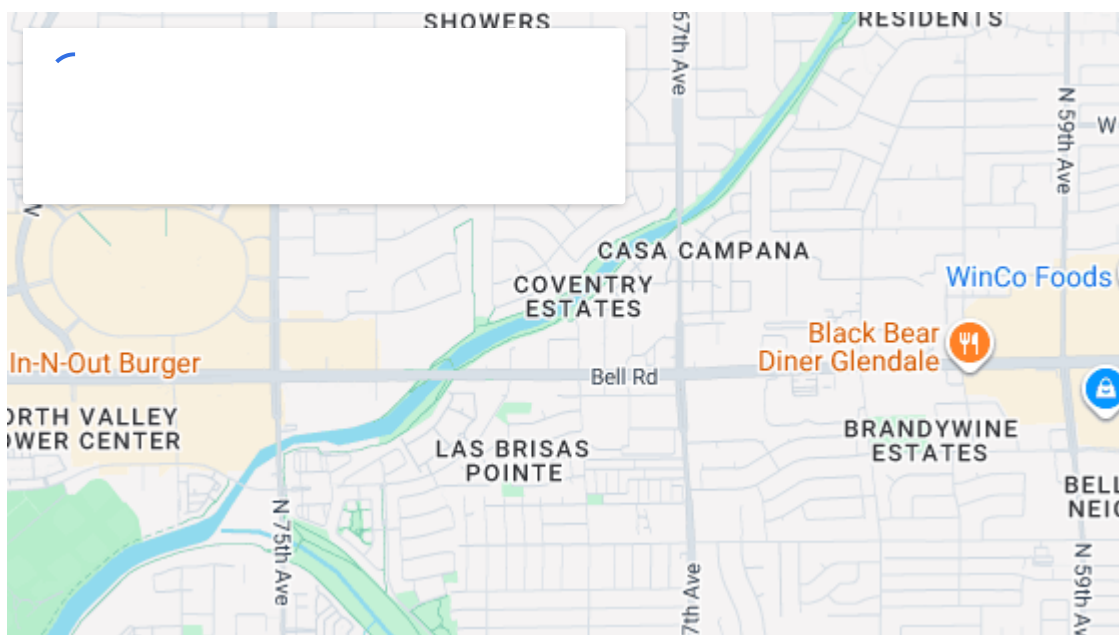 SHOWERS
RESIDENTS
57th Ave
N 59th Ave
W
W
CASA CAMPANA
COVENTRY
ESTATES
WinCo Foods
Black Bear
Diner Glendale
In-N-Out Burger
Bell Rd
ORTH VALLEY
OWER CENTER
LAS BRISAS
POINTE
BRANDYWINE
ESTATES
BELL
NEIG
N 75th Ave
7th Ave
N 59th Av